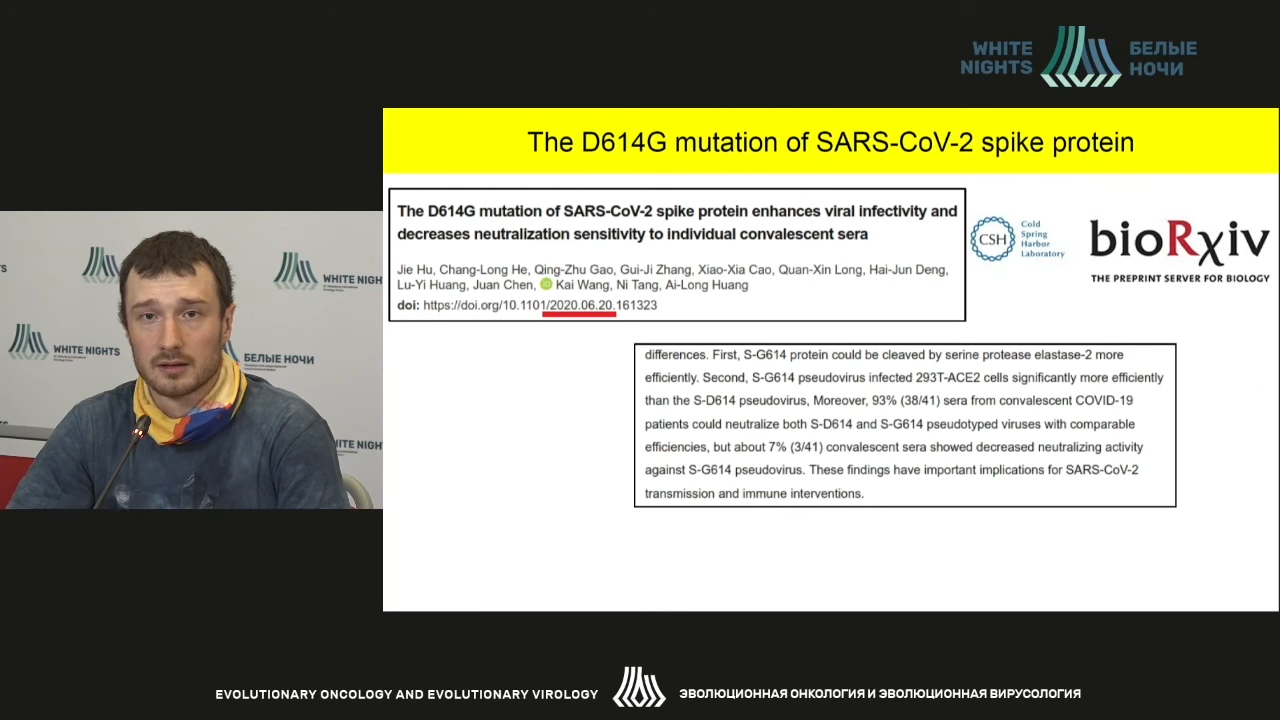 WHITE
NIGHTS
БЕЛЫЕ
НОЧИ
The D614G mutation of SARS-CoV-2 spike protein
The D614G mutation of SARS-CoV-2 spike protein enhances viral infectivity and
decreases neutralization sensitivity to individual convalescent sera
Jie Hu, Chang-Long He, Qing-Zhu Gao, Gui-Ji Zhang, Xiao-Xia Cao, Quan-Xin Long, Hai-Jun Deng,
Lu-Yi Huang, Juan Chen, iD Kai Wang, Ni Tang, Ai-Long Huang
doi: https://doi.org/10.1101/2020.06.20.161323
CSH
Cold
Spring
Harbor
Laboratory
bioRχiv
THE PREPRINT SERVER FOR BIOLOGY
differences. First, S-G614 protein could be cleaved by serine protease elastase-2 more
efficiently. Second, S-G614 pseudovirus infected 293T-ACE2 cells significantly more efficiently
than the S-D614 pseudovirus, Moreover, 93% (38/41) sera from convalescent COVID-19
patients could neutralize both S-D614 and S-G614 pseudotyped viruses with comparable
efficiencies, but about 7% (3/41) convalescent sera showed decreased neutralizing activity
against S-G614 pseudovirus. These findings have important implications for SARS-CoV-2
transmission and immune interventions.
WHITE NIGHTS
WHITE NIGHTS
БЕЛЫЕ НОЧИ
WHITE NIGHTS
EVOLUTIONARY ONCOLOGY AND EVOLUTIONARY VIROLOGY
ЭВОЛЮЦИОННАЯ ОНКОЛОГИЯ И ЭВОЛЮЦИОННАЯ ВИРУСОЛОГИЯ